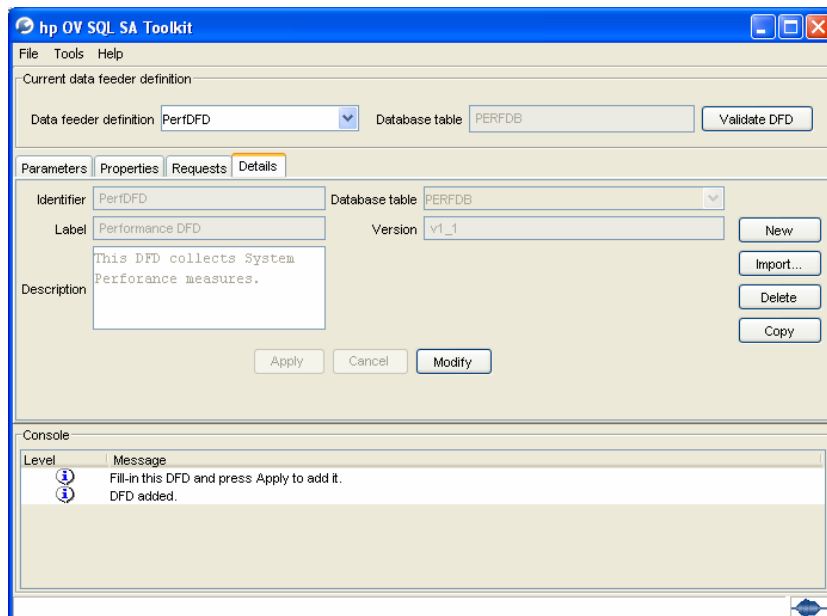 hp OV SQL SA Toolkit
File Tools Help
Current data feeder definition
Data feeder definition PerfDFD Database table PERFDB Validate DFD
Parameters Properties Requests Details
Identifier PerfDFD Database table PERFDB
Label Performance DFD Version v1_1 New
Description This DFD collects System
Perforance measures.
Import...
Delete
Copy
Apply Cancel Modify
Console
Level Message
Fill-in this DFD and press Apply to add it.
DFD added.